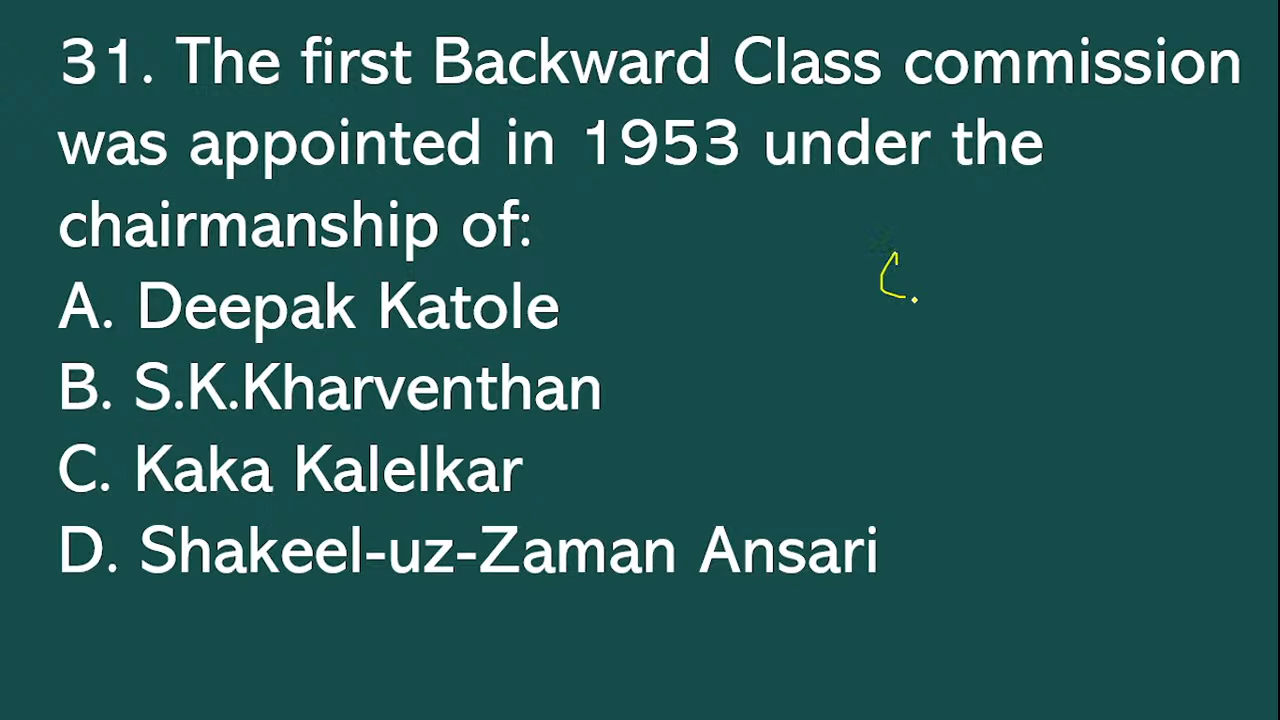 31. The first Backward Class commission
was appointed in 1953 under the
chairmanship of:
C.
A. Deepak Katole
B. S.K.Kharventhan
C. Kaka Kalelkar
D. Shakeel-uz-Zaman Ansari